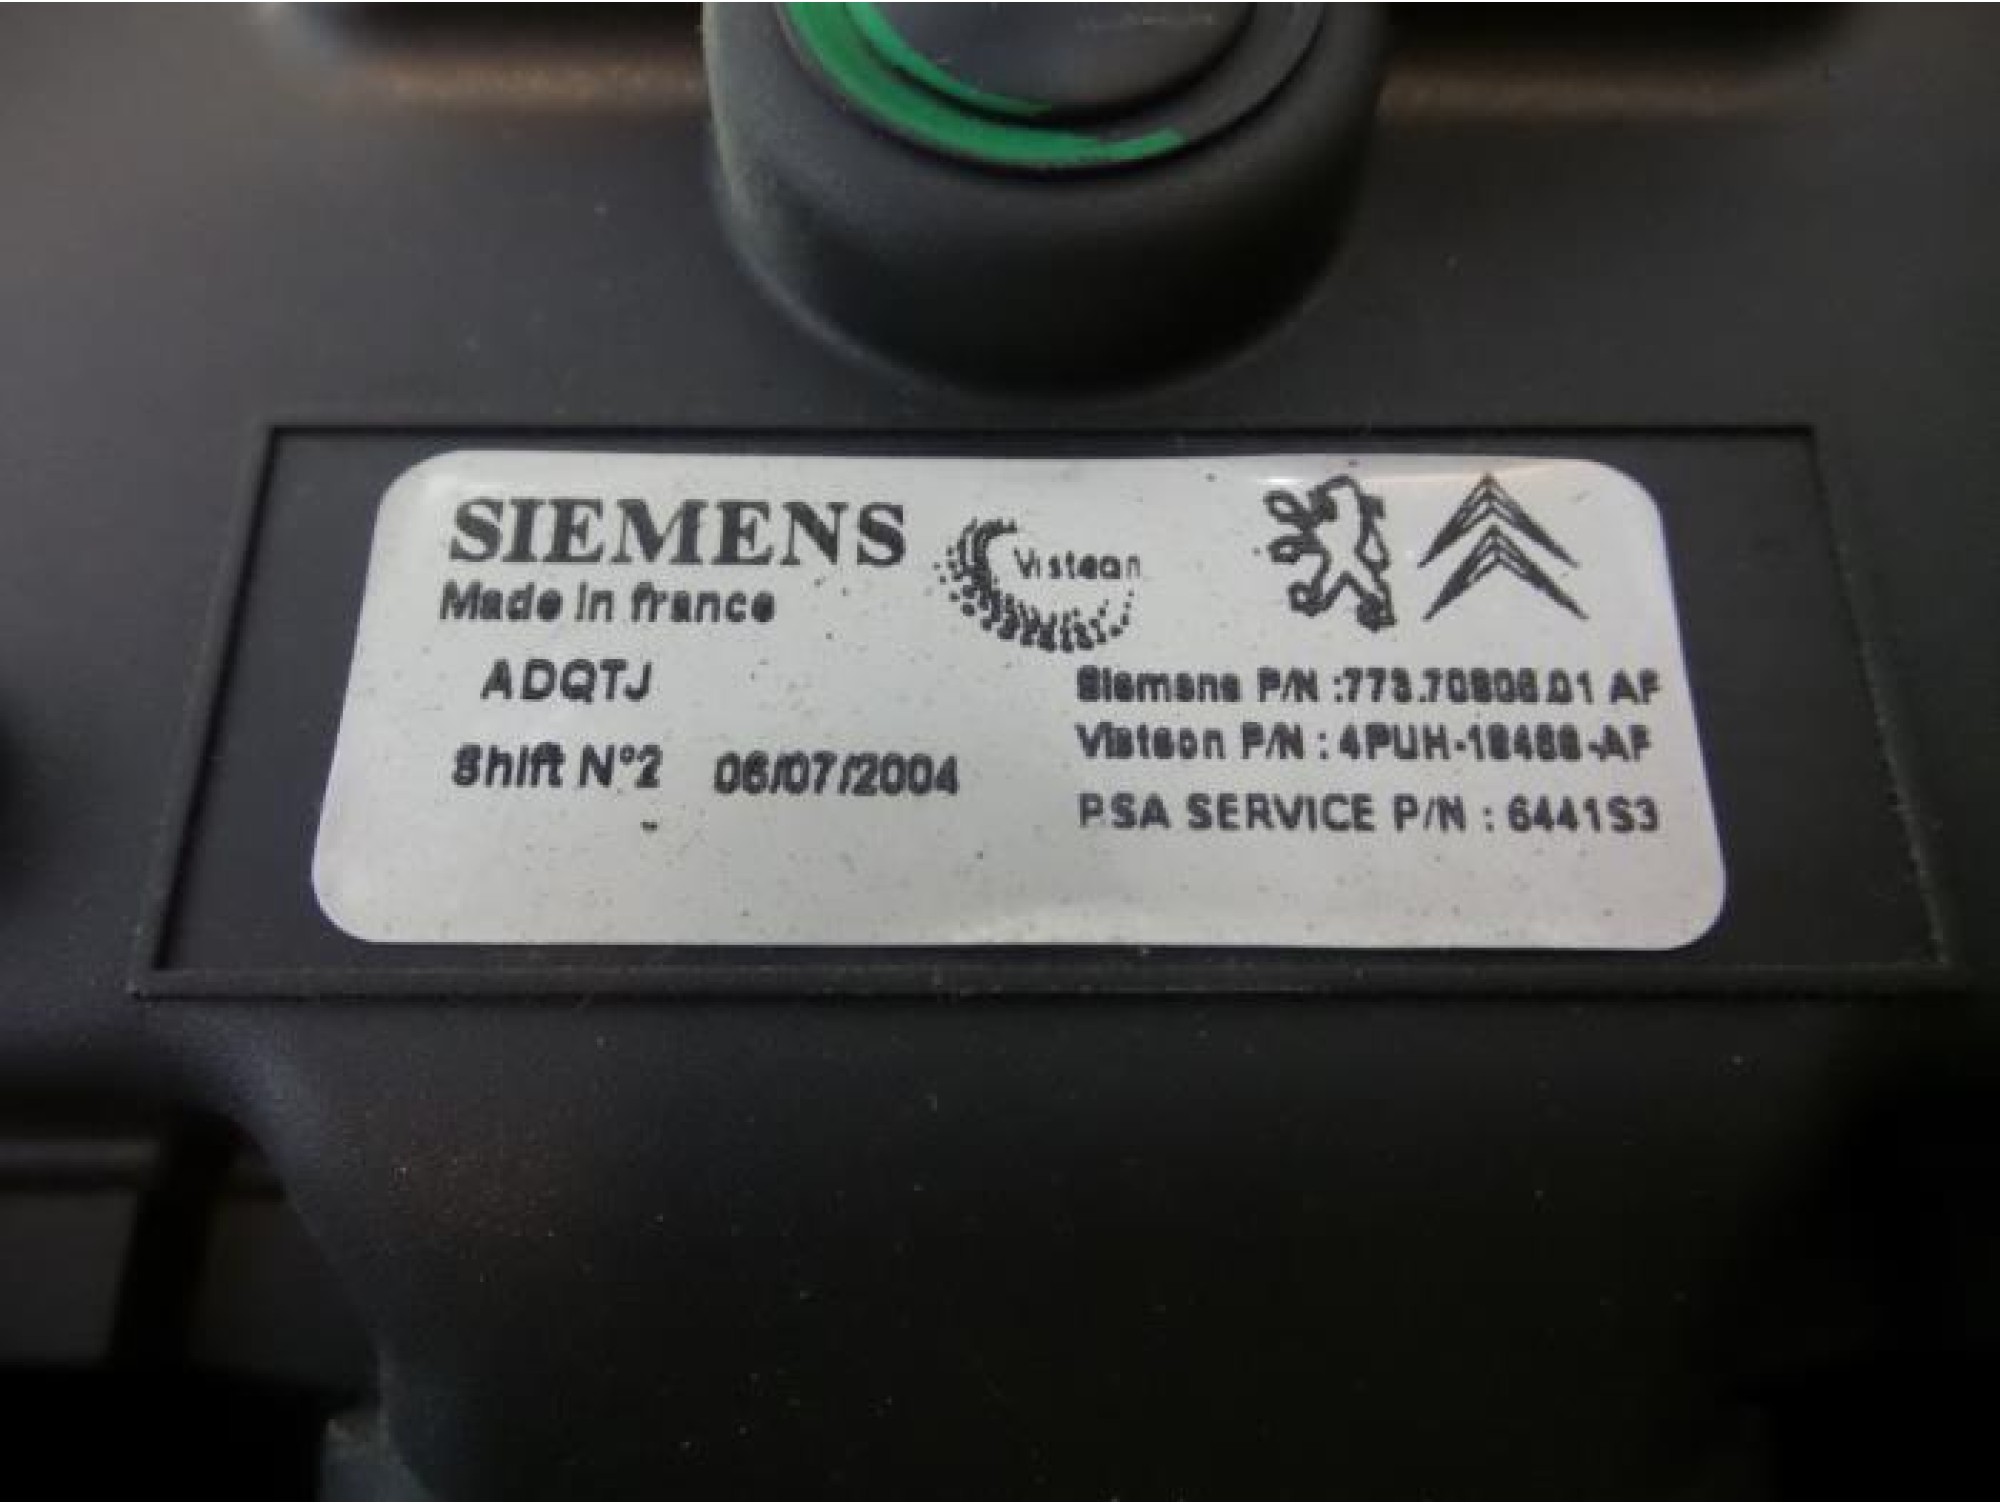 SIEMENS
Visteon
Made in france
ADQTJ
Shift N°2 06/07/2004
Siemens P/N :773.70806.01 AF
Visteon P/N : 4PUH-18468-AF
PSA SERVICE P/N : 6441S3